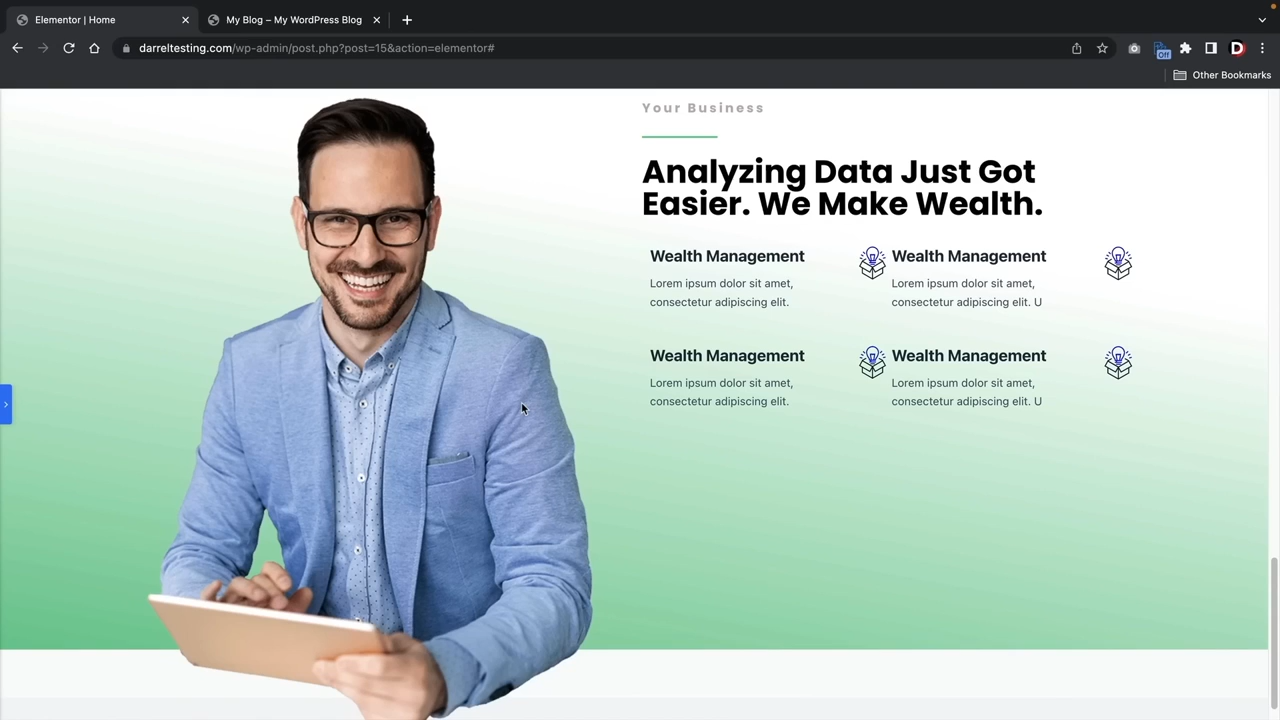 Elementor | Home
My Blog – My WordPress Blog
darreltesting.com/wp-admin/post.php?post=15&action=elementor#
Off
D
Other Bookmarks
Your Business
Analyzing Data Just Got
Easier. We Make Wealth.
Wealth Management
Lorem ipsum dolor sit amet,
consectetur adipiscing elit.
Wealth Management
Lorem ipsum dolor sit amet,
consectetur adipiscing elit. U
Wealth Management
Lorem ipsum dolor sit amet,
consectetur adipiscing elit.
Wealth Management
Lorem ipsum dolor sit amet,
consectetur adipiscing elit. U